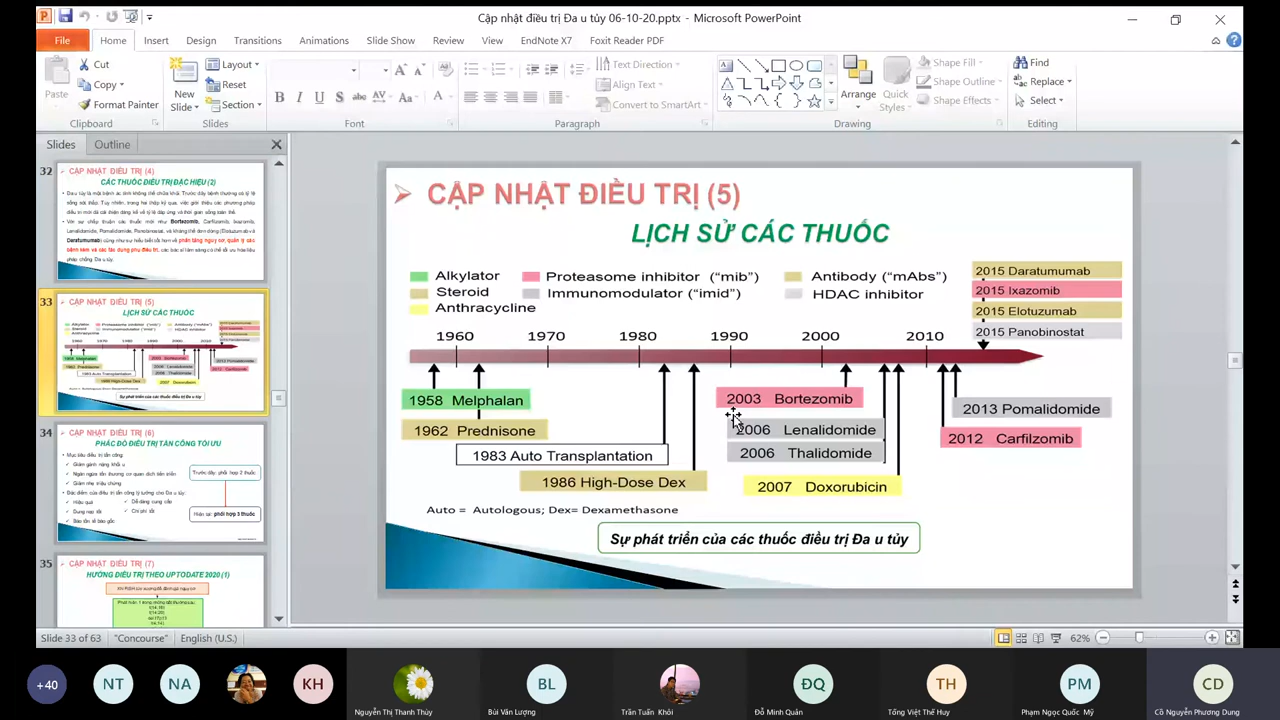 Cập nhật điều trị Đa u tủy 06-10-20.pptx - Microsoft PowerPoint
File Home Insert Design Transitions Animations Slide Show Review View EndNote X7 Foxit Reader PDF
Paste
Cut
Copy
Format Painter
Clipboard
New Slide
Layout
Reset
Section
Slides
Font
Text Direction
Align Text
Convert to SmartArt
Paragraph
Arrange
Quick Styles
Shape Fill
Shape Outline
Shape Effects
Drawing
Find
Replace
Select
Editing
Slides Outline
32
CẬP NHẬT ĐIỀU TRỊ (4)
CÁC THUỐC ĐIỀU TRỊ ĐẶC HIỆU (2)
33
CẬP NHẬT ĐIỀU TRỊ (5)
LỊCH SỬ CÁC THUỐC
34
CẬP NHẬT ĐIỀU TRỊ (6)
PHÁC ĐỒ ĐIỀU TRỊ TẤN CÔNG TỐI ƯU
35
CẬP NHẬT ĐIỀU TRỊ (7)
HƯỚNG ĐIỀU TRỊ THEO UPTODATE 2020 (1)
CẬP NHẬT ĐIỀU TRỊ (5)
LỊCH SỬ CÁC THUỐC
Alkylator
Steroid
Anthracycline
Proteasome inhibitor (“mib”)
Immunomodulator (“imid”)
Antibody (“mAbs”)
HDAC inhibitor
2015 Daratumumab
2015 Ixazomib
2015 Elotuzumab
2015 Panobinostat
1960 1970 1980 1990 2000 2010
1958 Melphalan
1962 Prednisone
1983 Auto Transplantation
1986 High-Dose Dex
2003 Bortezomib
2006 Lenalidomide
2006 Thalidomide
2007 Doxorubicin
2013 Pomalidomide
2012 Carfilzomib
Auto = Autologous; Dex= Dexamethasone
Sự phát triển của các thuốc điều trị Đa u tủy
Slide 33 of 63 "Concourse" English (U.S.) 62%
+40 NT NA KH BL ĐQ TH PM CD
Nguyễn Thị Thanh Thủy Bùi Văn Lượng Trần Tuấn Khôi Đỗ Minh Quân Tống Việt Thế Huy Phạm Ngọc Quốc Mỹ Cồ Nguyễn Phương Dung